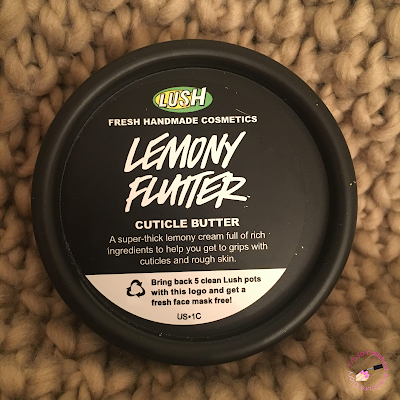 LUSH
FRESH HANDMADE COSMETICS
LEMONY
FLUTTER
CUTICLE BUTTER
A super-thick lemony cream full of rich
ingredients to help you get to grips with
cuticles and rough skin.
Bring back 5 clean Lush pots
with this logo and get a
fresh face mask free!
US•1C